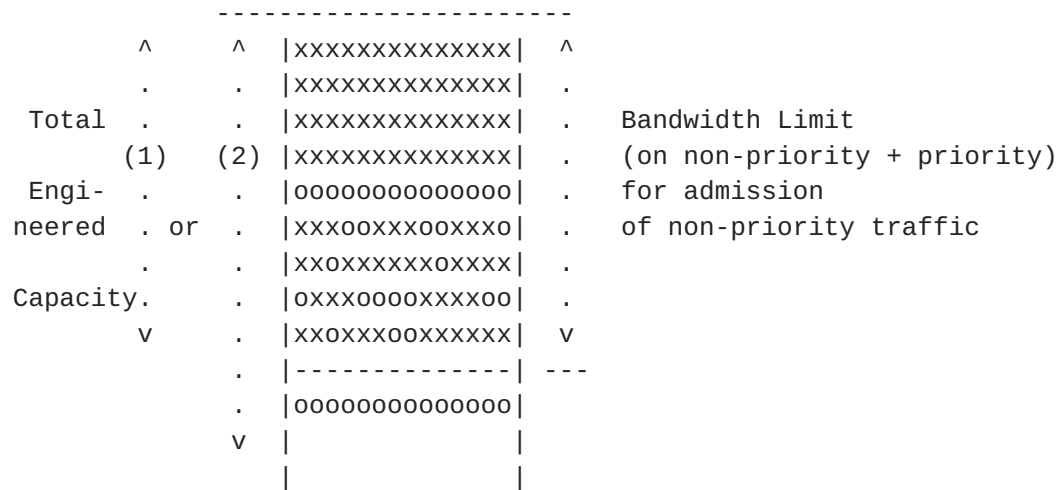 -----------------------
^ ^ |xxxxxxxxxxxxxx| ^
. . |xxxxxxxxxxxxxx| .
Total . . |xxxxxxxxxxxxxx| . Bandwidth Limit
(1) (2) |xxxxxxxxxxxxxx| . (on non-priority + priority)
Engi- . . |oooooooooooooo| . for admission
neered . or . |xxxooxxxooxxxo| . of non-priority traffic
. . |xxoxxxxxxoxxxx| .
Capacity. . |oxxxooooxxxxoo| .
v . |xxoxxxooxxxxxx| v
. |--------------| ---
. |oooooooooooooo|
v | |
| |